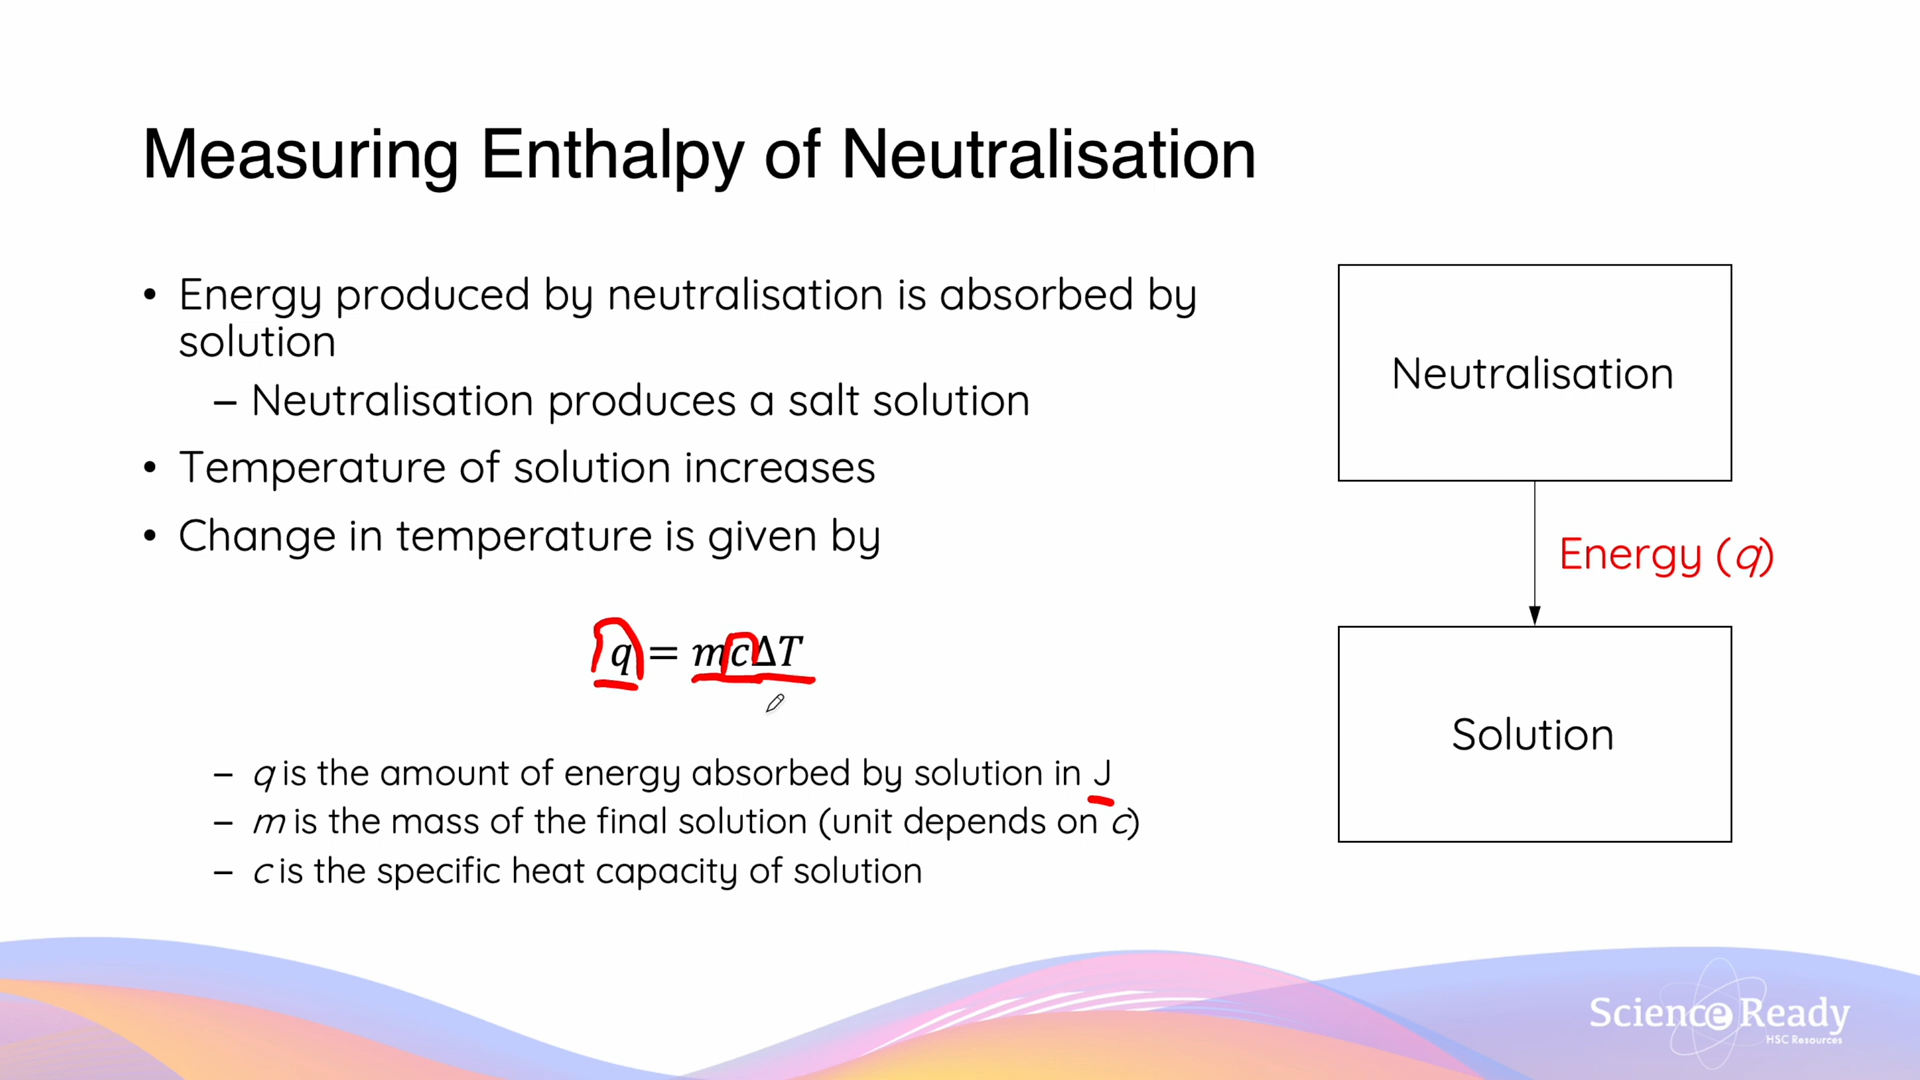 Measuring Enthalpy of Neutralisation
• Energy produced by neutralisation is absorbed by
solution
– Neutralisation produces a salt solution
• Temperature of solution increases
• Change in temperature is given by
q = mcΔT
– q is the amount of energy absorbed by solution in J
– m is the mass of the final solution (unit depends on c)
– c is the specific heat capacity of solution
Neutralisation
Energy (q)
Solution
Science Ready
HSC Resources